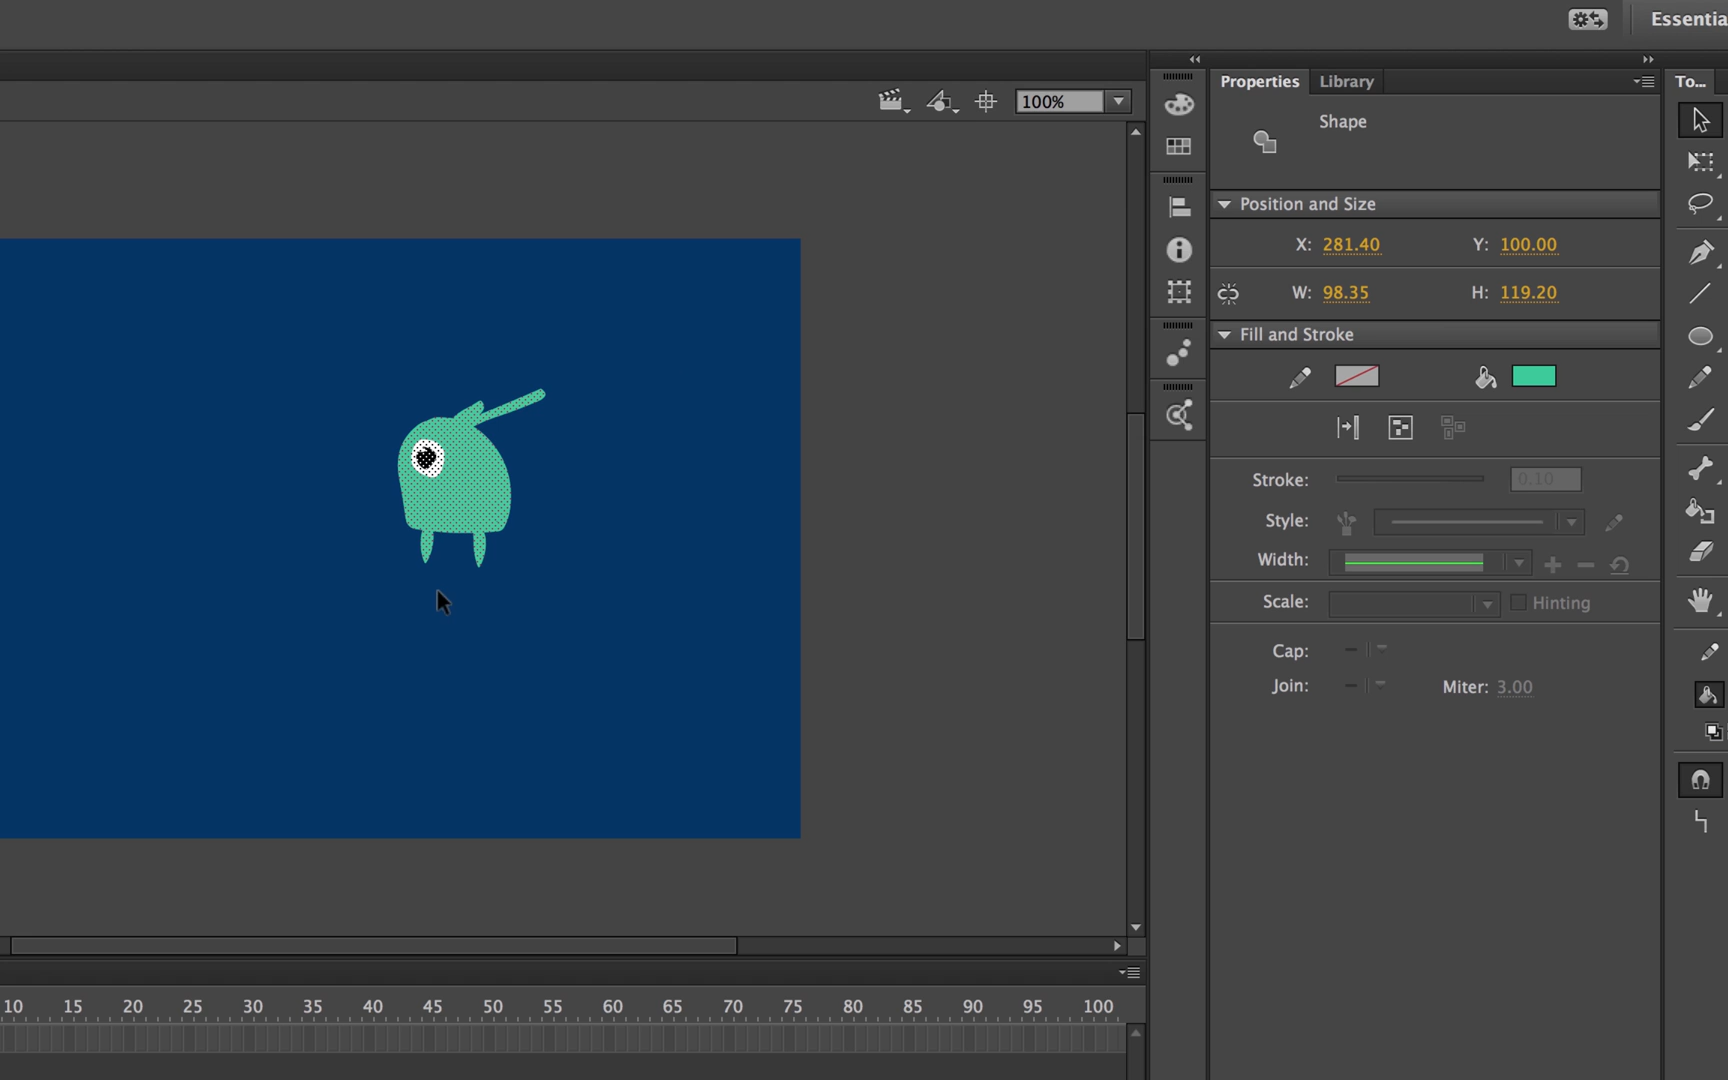 Essentia
Properties Library To...
100%
Shape
Position and Size
X: 281.40 Y: 100.00
W: 98.35 H: 119.20
Fill and Stroke
Stroke: 0.10
Style:
Width:
Scale: Hinting
Cap:
Join: Miter: 3.00
10 15 20 25 30 35 40 45 50 55 60 65 70 75 80 85 90 95 100